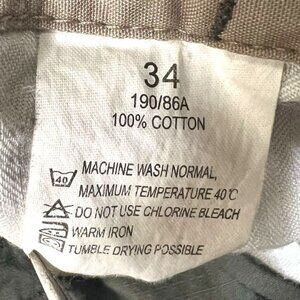 34
190/86A
100% COTTON
40 MACHINE WASH NORMAL,
MAXIMUM TEMPERATURE 40℃
DO NOT USE CHLORINE BLEACH
WARM IRON
TUMBLE DRYING POSSIBLE